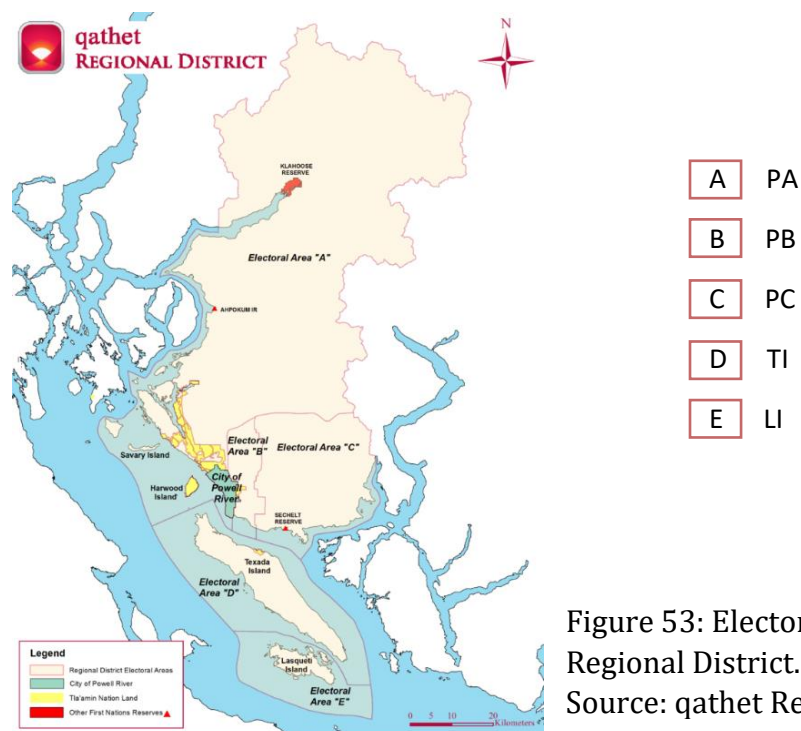 qathet
REGIONAL DISTRICT
N
KLAHOOSE
RESERVE
Electoral Area "A"
AHPOKUM IR
Electoral
Area "B"
Electoral Area "C"
Savary Island
City of
Powell
River
Harwood
Island
SECHELT
RESERVE
Texada
Island
Electoral
Area "D"
Lasqueti
Island
Electoral
Area "E"
Legend
Regional District Electoral Areas
City of Powell River
Tla'amin Nation Land
Other First Nations Reserves
0 5 10 20
Kilometers
A PA
B PB
C PC
D TI
E LI
Figure 53: Elector
Regional District.
Source: qathet Re